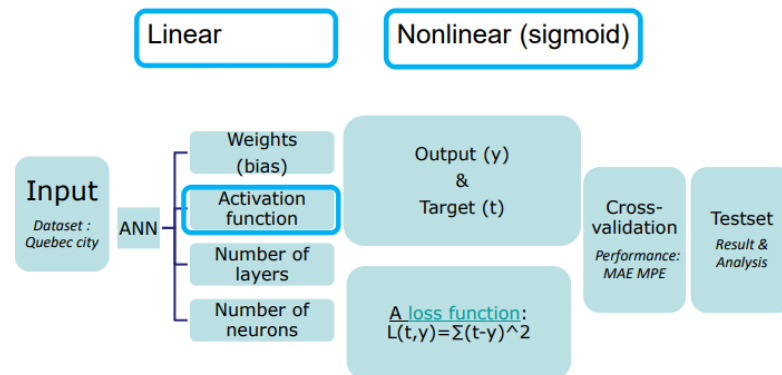 Linear
Nonlinear (sigmoid)
Input
Dataset :
Quebec city
ANN
Weights
(bias)
Activation
function
Number of
layers
Number of
neurons
Output (y)
&
Target (t)
A loss function:
L(t,y)=Σ(t-y)^2
Cross-
validation
Performance:
MAE MPE
Testset
Result &
Analysis